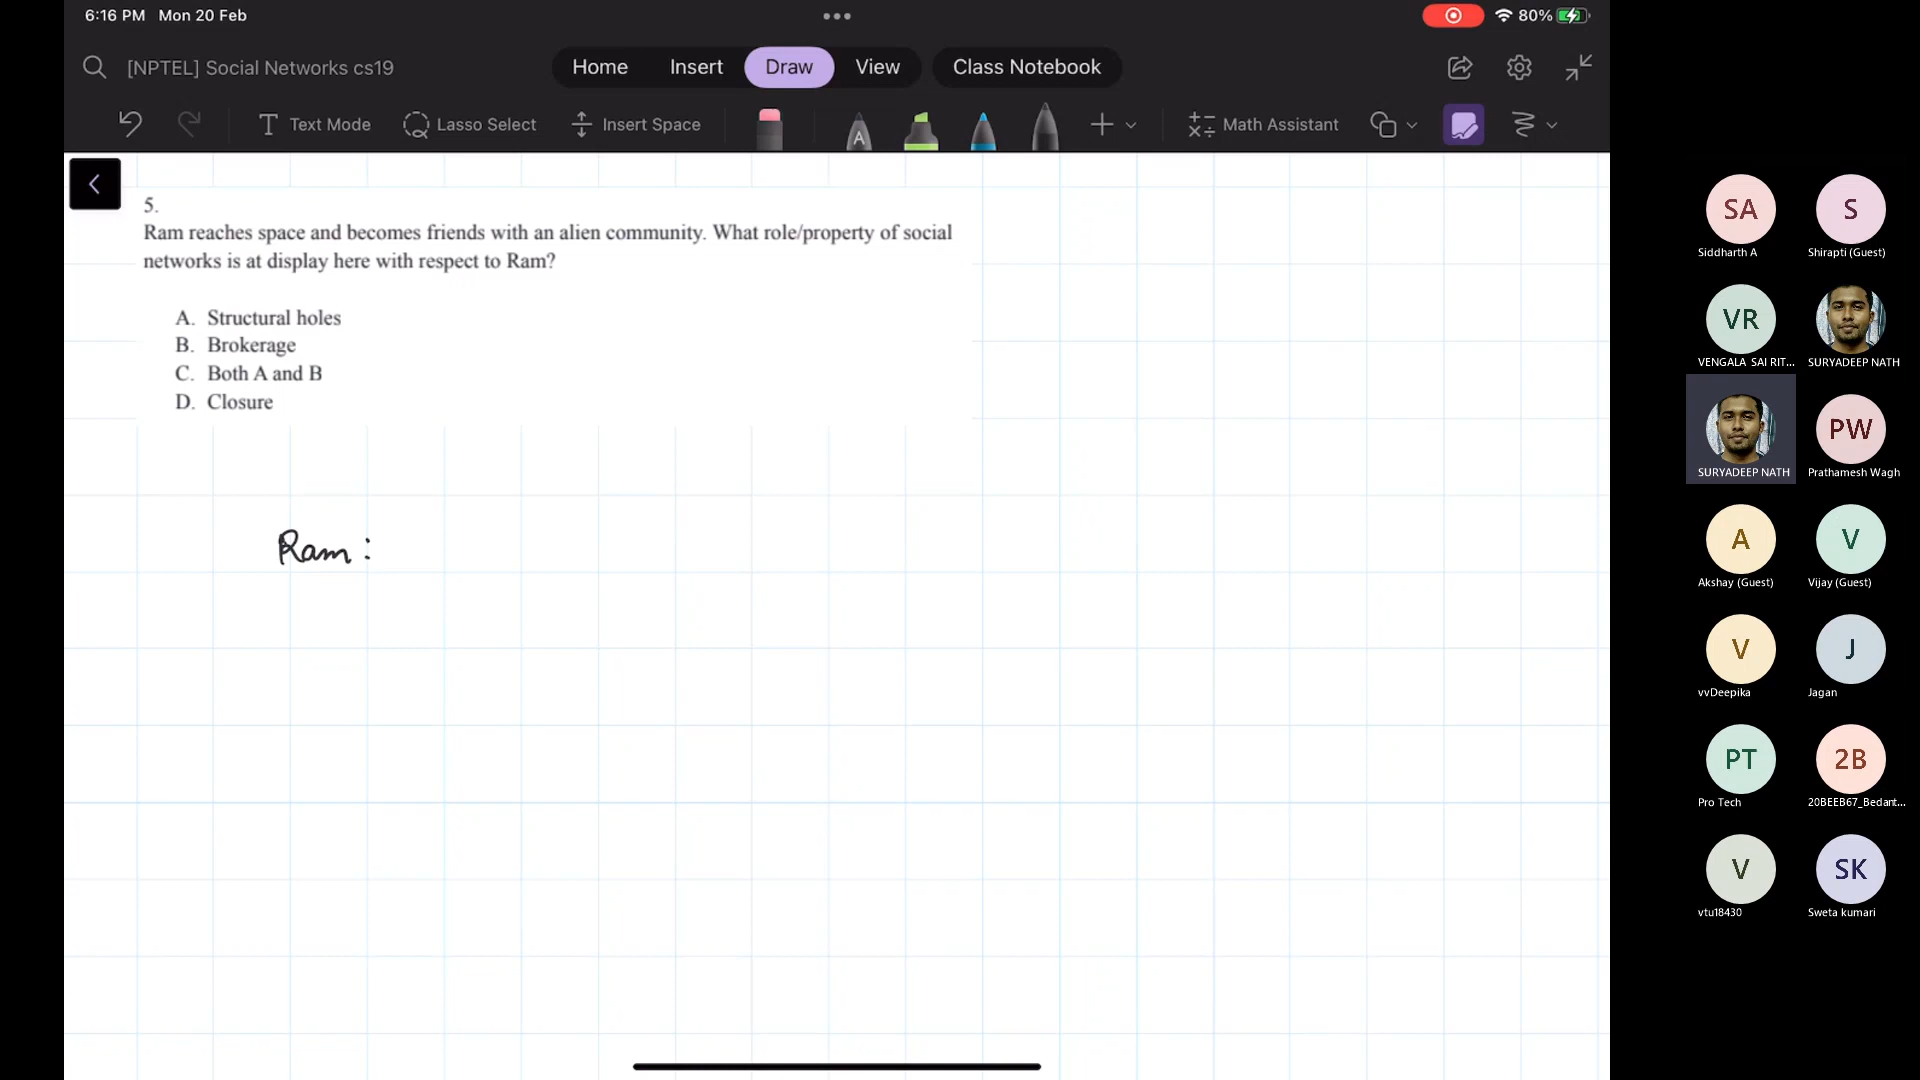 6:16 PM Mon 20 Feb
80%
[NPTEL] Social Networks cs19
Home Insert Draw View Class Notebook
Text Mode Lasso Select Insert Space A Math Assistant
5.
Ram reaches space and becomes friends with an alien community. What role/property of social
networks is at display here with respect to Ram?
A. Structural holes
B. Brokerage
C. Both A and B
D. Closure
Ram :
SA S
Siddharth A Shirapti (Guest)
VR
VENGALA SAI RIT... SURYADEEP NATH
PW
SURYADEEP NATH Prathamesh Wagh
A V
Akshay (Guest) Vijay (Guest)
V J
vvDeepika Jagan
PT 2B
Pro Tech 20BEEB67_Bedant...
V SK
vtu18430 Sweta kumari